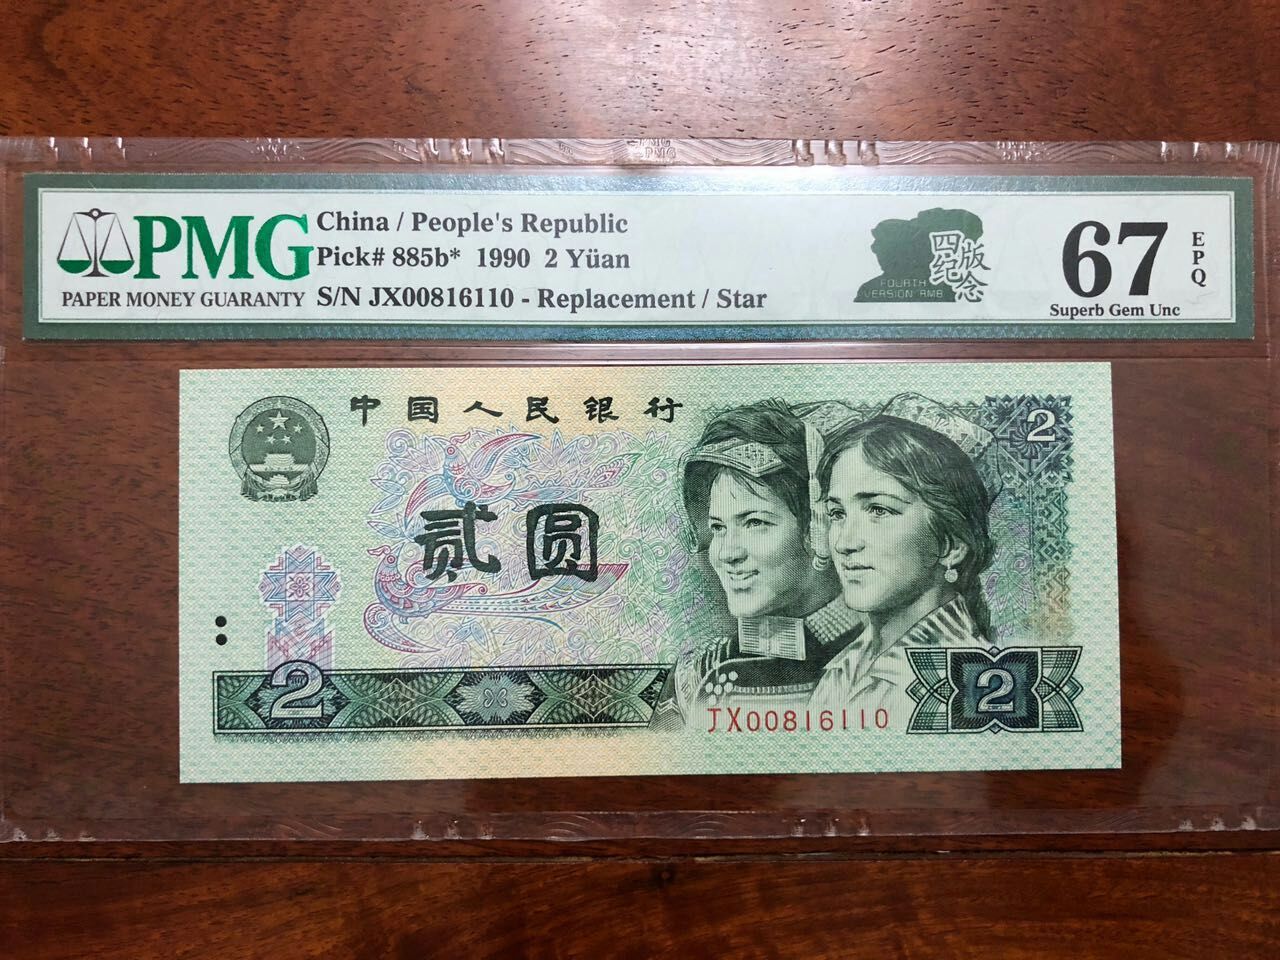 PMG
PMG
PMG
PAPER MONEY GUARANTY
China / People's Republic
Pick# 885b* 1990 2 Yüan
S/N JX00816110 - Replacement / Star
四版
纪念
FOURTH
VERSION RMB
67
EPQ
Superb Gem Unc
中国人民银行
2
贰圆
2
JX00816110
2